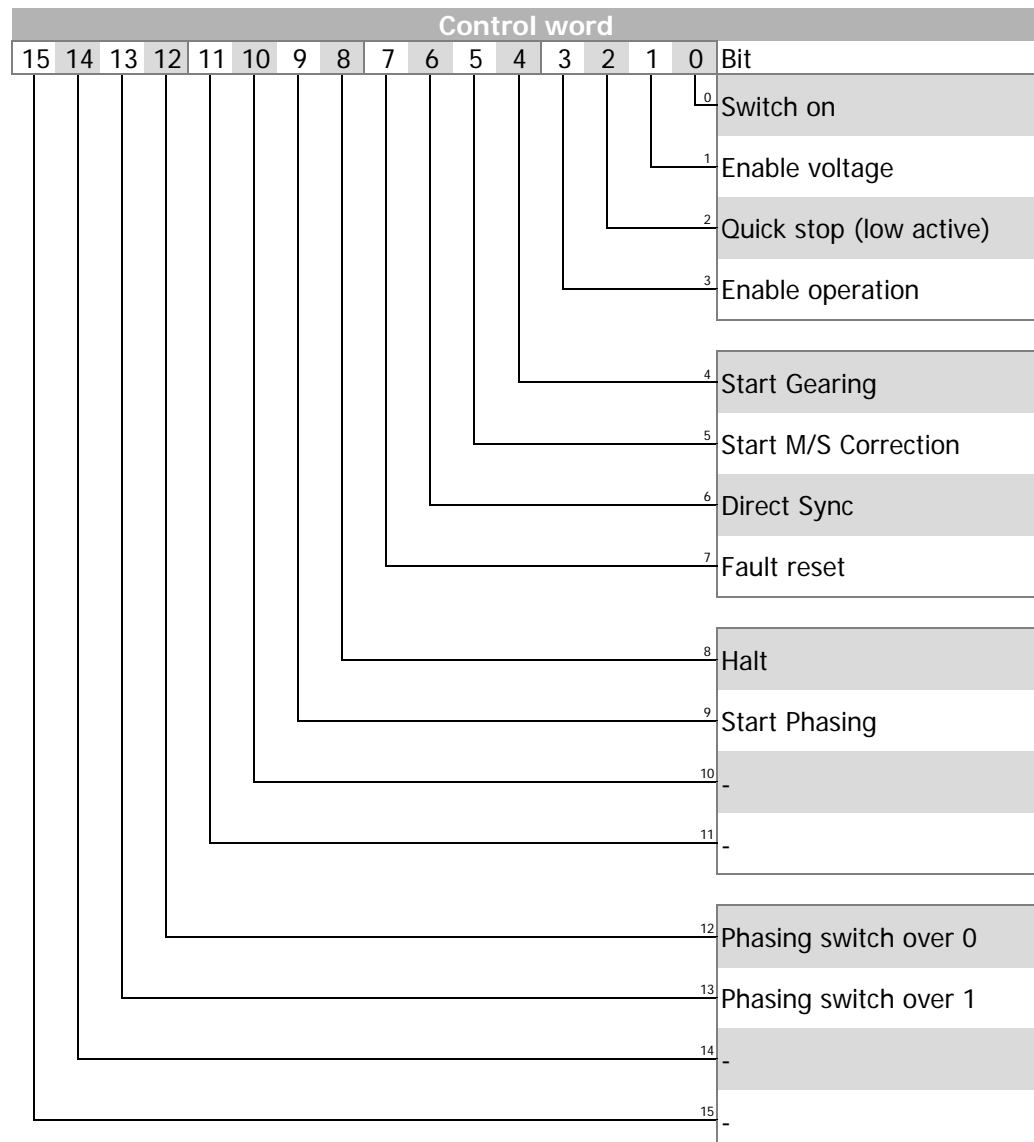 Control word
15 14 13 12 11 10 9 8 7 6 5 4 3 2 1 0 Bit
0 Switch on
1 Enable voltage
2 Quick stop (low active)
3 Enable operation
4 Start Gearing
5 Start M/S Correction
6 Direct Sync
7 Fault reset
8 Halt
9 Start Phasing
10 -
11 -
12 Phasing switch over 0
13 Phasing switch over 1
14 -
15 -